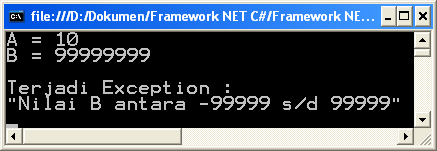 file:///D:/Dokumen/Framework NET C#/Framework NE...
A = 10
B = 99999999
Terjadi Exception :
"Nilai B antara -99999 s/d 99999"